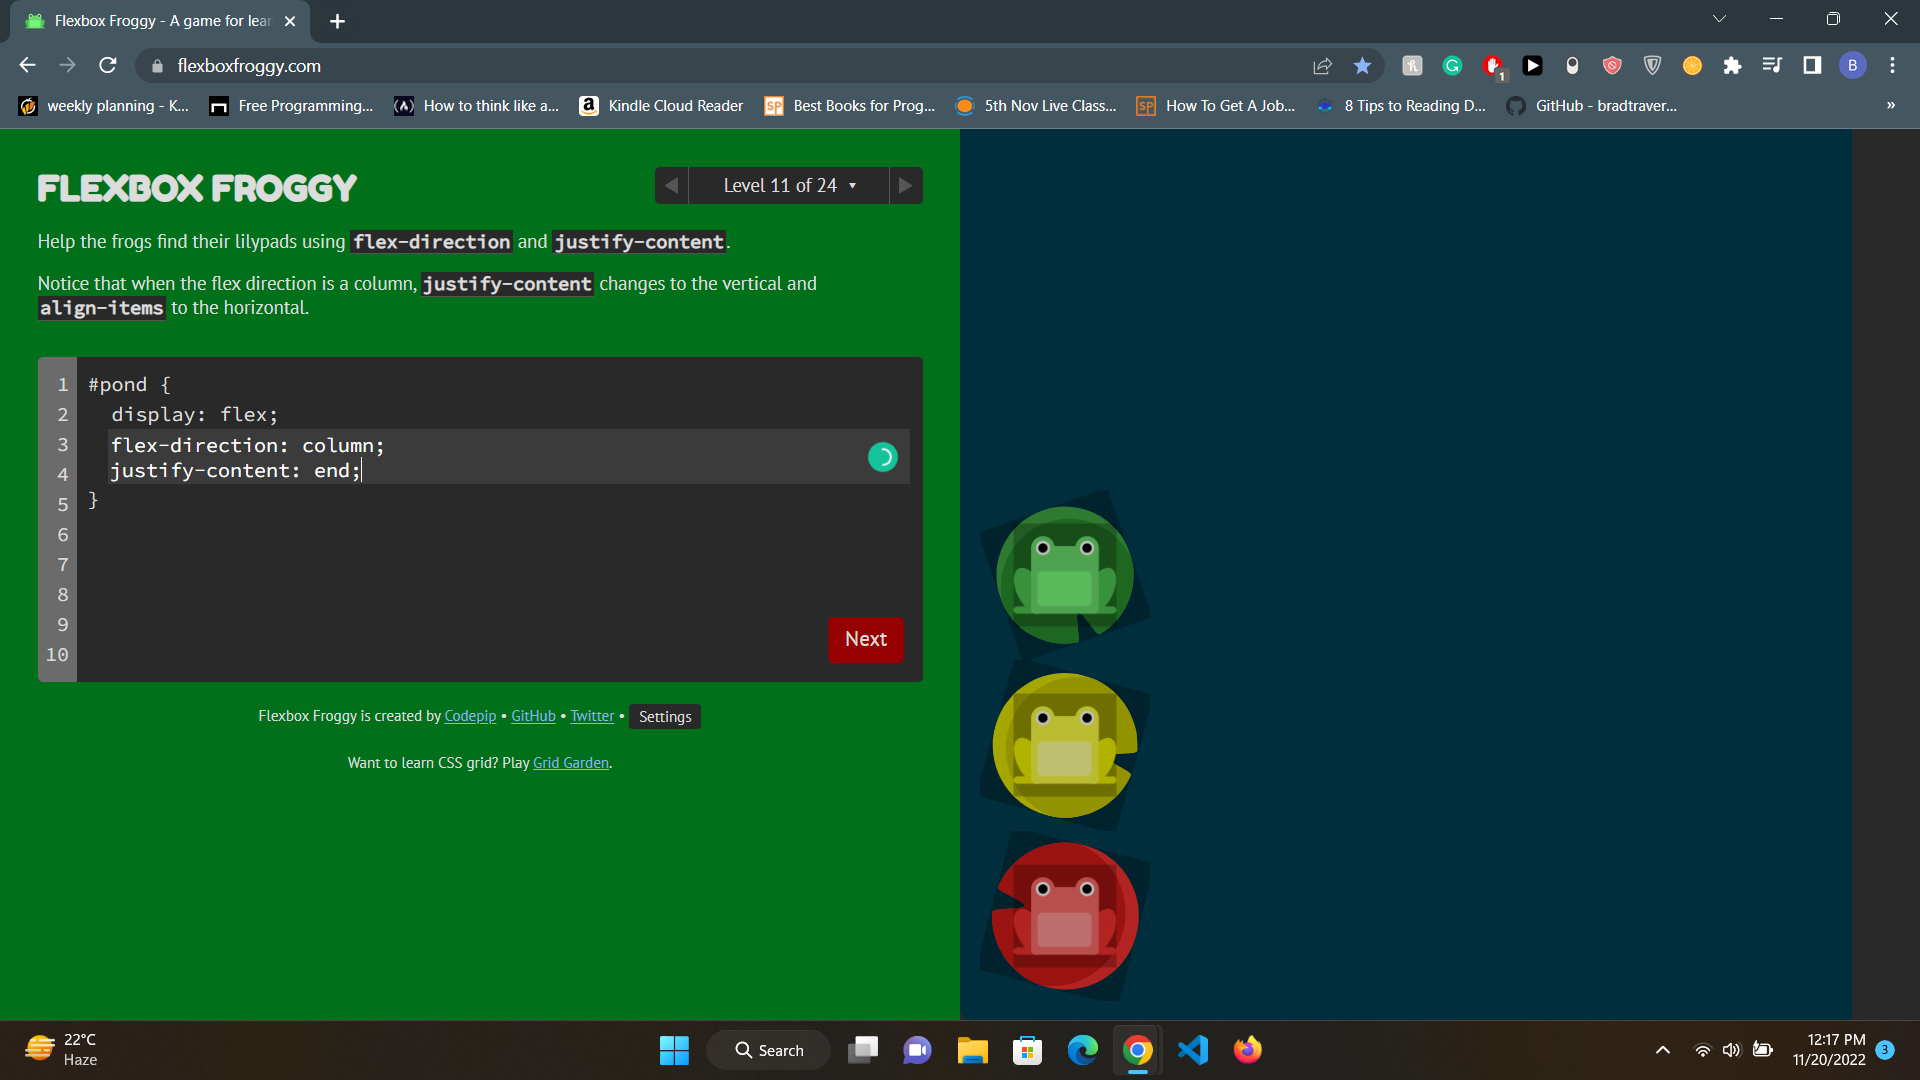 Flexbox Froggy - A game for lear
flexboxfroggy.com
1
B
weekly planning - K...
Free Programming...
How to think like a...
Kindle Cloud Reader
Best Books for Prog...
5th Nov Live Class...
How To Get A Job...
8 Tips to Reading D...
GitHub - bradtraver...
»
FLEXBOX FROGGY
Level 11 of 24
Help the frogs find their lilypads using flex-direction and justify-content.
Notice that when the flex direction is a column, justify-content changes to the vertical and
align-items to the horizontal.
1 #pond {
2 display: flex;
3 flex-direction: column;
4 justify-content: end;
5 }
6
7
8
9
10
Next
Flexbox Froggy is created by Codepip • GitHub • Twitter • Settings
Want to learn CSS grid? Play Grid Garden.
22°C
Haze
Search
12:17 PM
11/20/2022
3